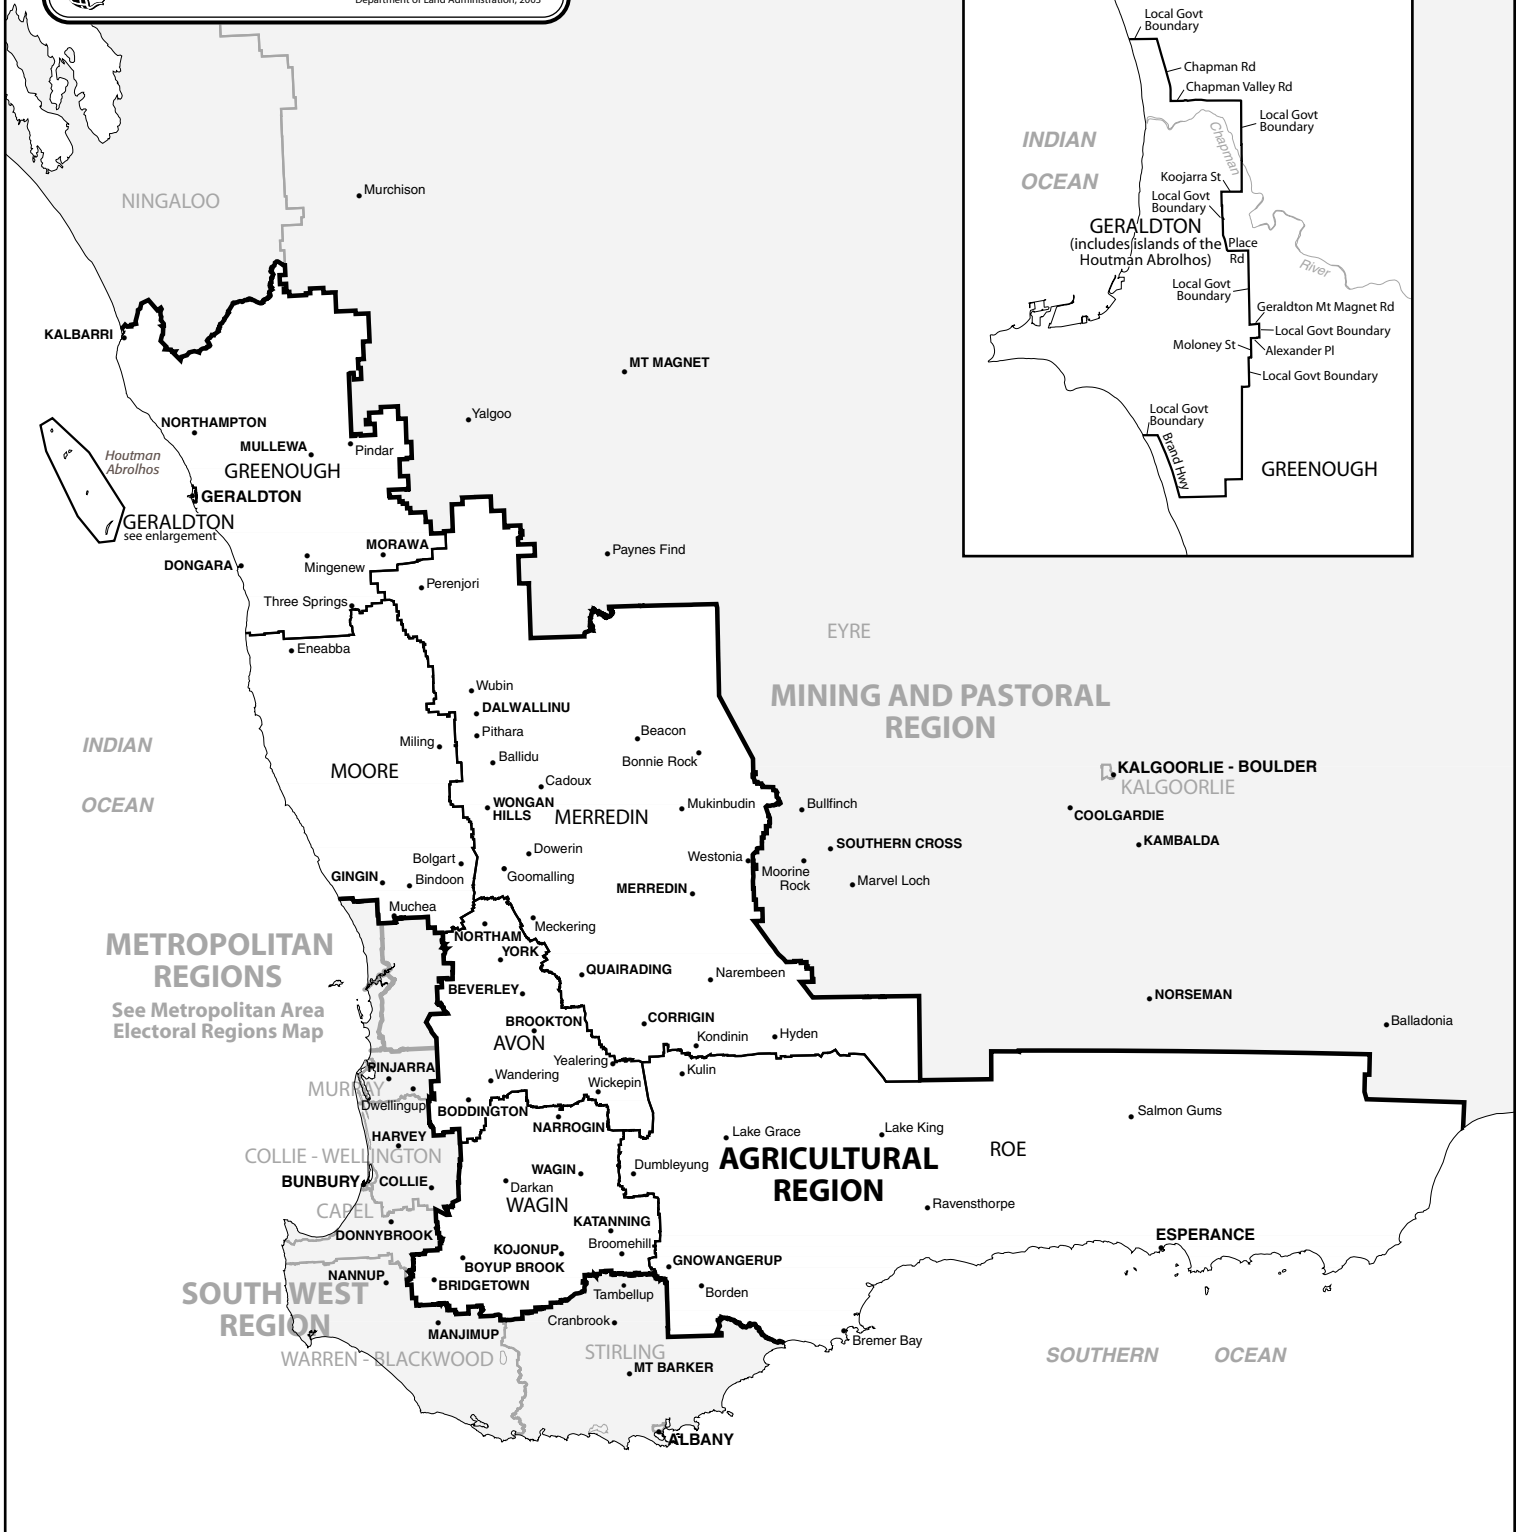 Department of Land Administration, 2003
Local Govt
Boundary
Chapman Rd
Chapman Valley Rd
Local Govt
Boundary
INDIAN
OCEAN
Chapman
Koojarra St
Local Govt
Boundary
GERALDTON
(includes islands of the
Houtman Abrolhos)
Place
Rd
River
Local Govt
Boundary
Geraldton Mt Magnet Rd
Local Govt Boundary
Moloney St
Alexander Pl
Local Govt Boundary
Local Govt
Boundary
Brand Hwy
GREENOUGH
NINGALOO
Murchison
KALBARRI
MT MAGNET
Yalgoo
NORTHAMPTON
MULLEWA
Pindar
Houtman
Abrolhos
GREENOUGH
GERALDTON
GERALDTON
see enlargement
MORAWA
Paynes Find
DONGARA
Mingenew
Perenjori
Three Springs
EYRE
Eneabba
Wubin
MINING AND PASTORAL
REGION
DALWALLINU
Pithara
Beacon
Miling
INDIAN
Ballidu
Bonnie Rock
MOORE
KALGOORLIE - BOULDER
KALGOORLIE
Cadoux
OCEAN
WONGAN
HILLS
MERREDIN
Mukinbudin
Bullfinch
COOLGARDIE
KAMBALDA
SOUTHERN CROSS
Dowerin
Bolgart
Westonia
Moorine
Rock
GINGIN
Bindoon
Goomalling
MERREDIN
Marvel Loch
Muchea
Meckering
NORTHAM
METROPOLITAN
REGIONS
YORK
QUAIRADING
Narembeen
BEVERLEY
NORSEMAN
See Metropolitan Area
Electoral Regions Map
BROOKTON
CORRIGIN
Balladonia
AVON
Kondinin
Hyden
Yealering
PINJARRA
Kulin
Wandering
Wickepin
MURRAY
Dwellingup
BODDINGTON
Salmon Gums
NARROGIN
HARVEY
Lake Grace
Lake King
ROE
COLLIE - WELLINGTON
AGRICULTURAL
REGION
WAGIN
Dumbleyung
BUNBURY
COLLIE
Darkan
WAGIN
Ravensthorpe
CAPEL
KATANNING
DONNYBROOK
Broomehill
ESPERANCE
KOJONUP
BOYUP BROOK
GNOWANGERUP
NANNUP
BRIDGETOWN
Borden
SOUTH WEST
REGION
Tambellup
Cranbrook
MANJIMUP
Bremer Bay
WARREN - BLACKWOOD
STIRLING
MT BARKER
SOUTHERN OCEAN
ALBANY